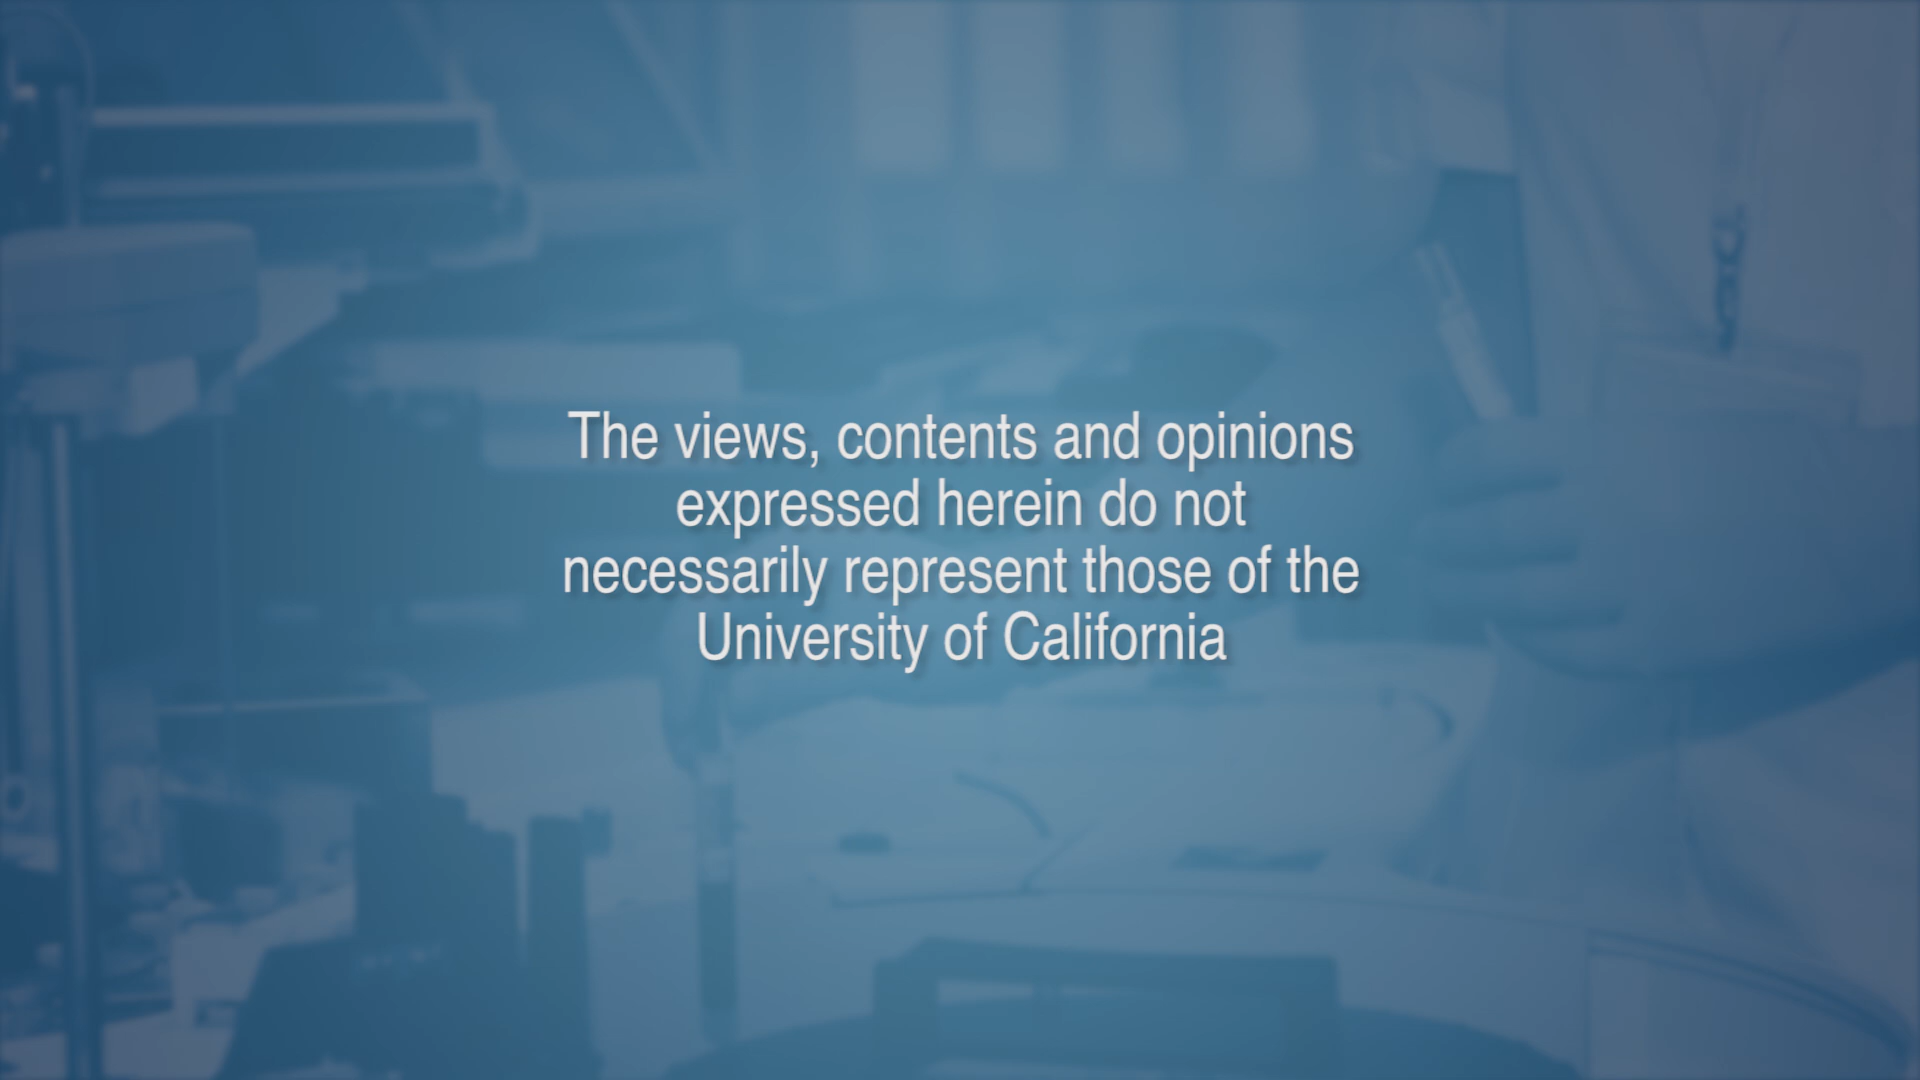 The views, contents and opinions
expressed herein do not
necessarily represent those of the
University of California